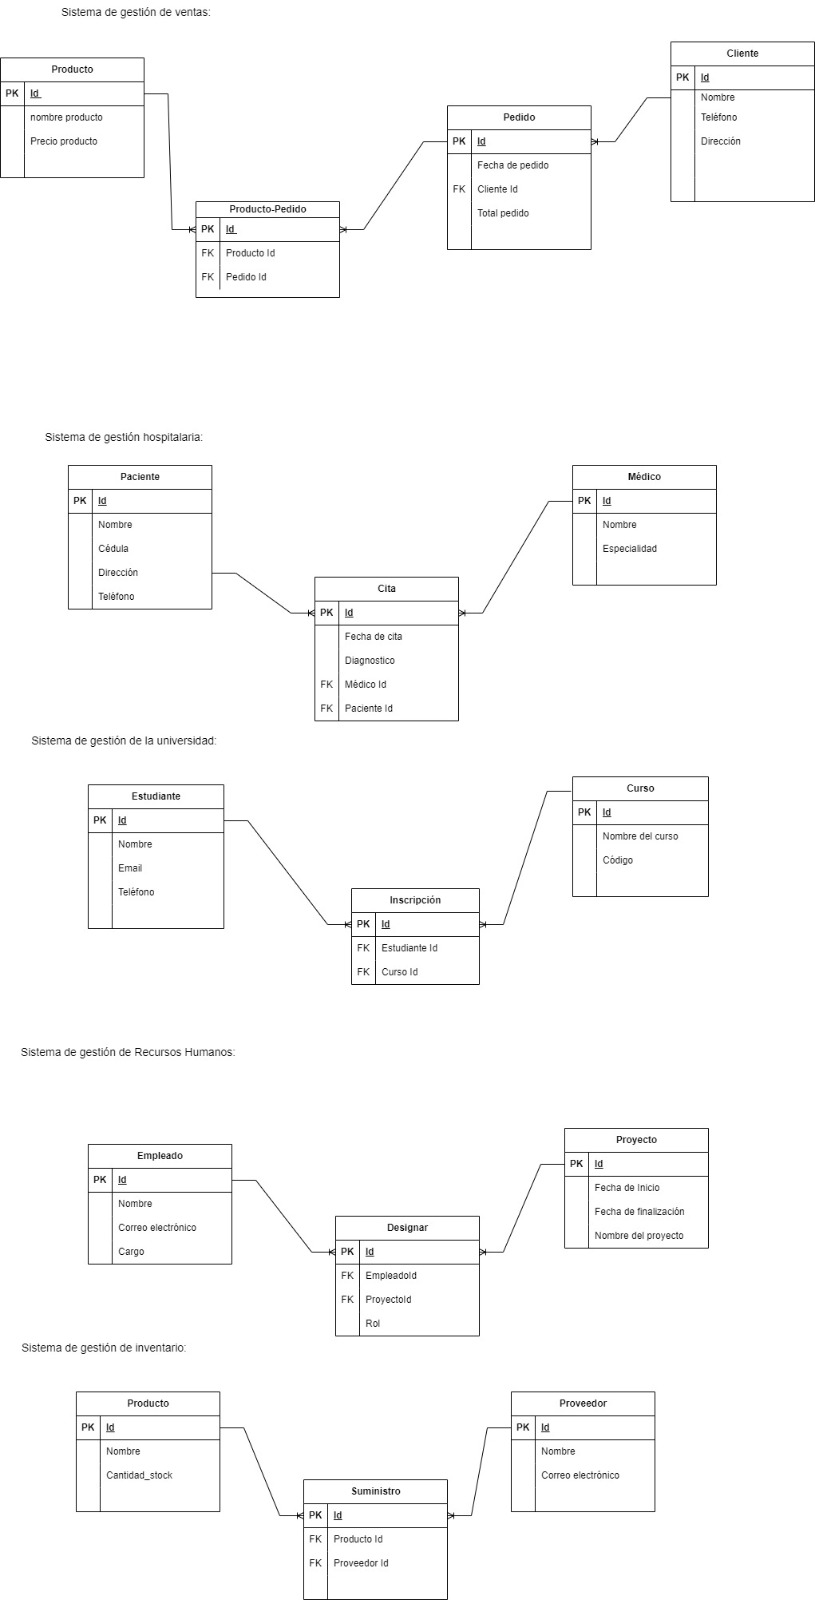 Sistema de gestión de ventas:
Cliente
PK Id
Nombre
Teléfono
Dirección
Producto
PK Id
nombre producto
Precio producto
Pedido
PK Id
Fecha de pedido
FK Cliente Id
Total pedido
Producto-Pedido
PK Id
FK Producto Id
FK Pedido Id
Sistema de gestión hospitalaria:
Paciente
PK Id
Nombre
Cédula
Dirección
Teléfono
Médico
PK Id
Nombre
Especialidad
Cita
PK Id
Fecha de cita
Diagnostico
FK Médico Id
FK Paciente Id
Sistema de gestión de la universidad:
Estudiante
PK Id
Nombre
Email
Teléfono
Curso
PK Id
Nombre del curso
Código
Inscripción
PK Id
FK Estudiante Id
FK Curso Id
Sistema de gestión de Recursos Humanos:
Empleado
PK Id
Nombre
Correo electrónico
Cargo
Proyecto
PK Id
Fecha de Inicio
Fecha de finalización
Nombre del proyecto
Designar
PK Id
FK EmpleadoId
FK ProyectoId
Rol
Sistema de gestión de inventario:
Producto
PK Id
Nombre
Cantidad_stock
Proveedor
PK Id
Nombre
Correo electrónico
Suministro
PK Id
FK Producto Id
FK Proveedor Id